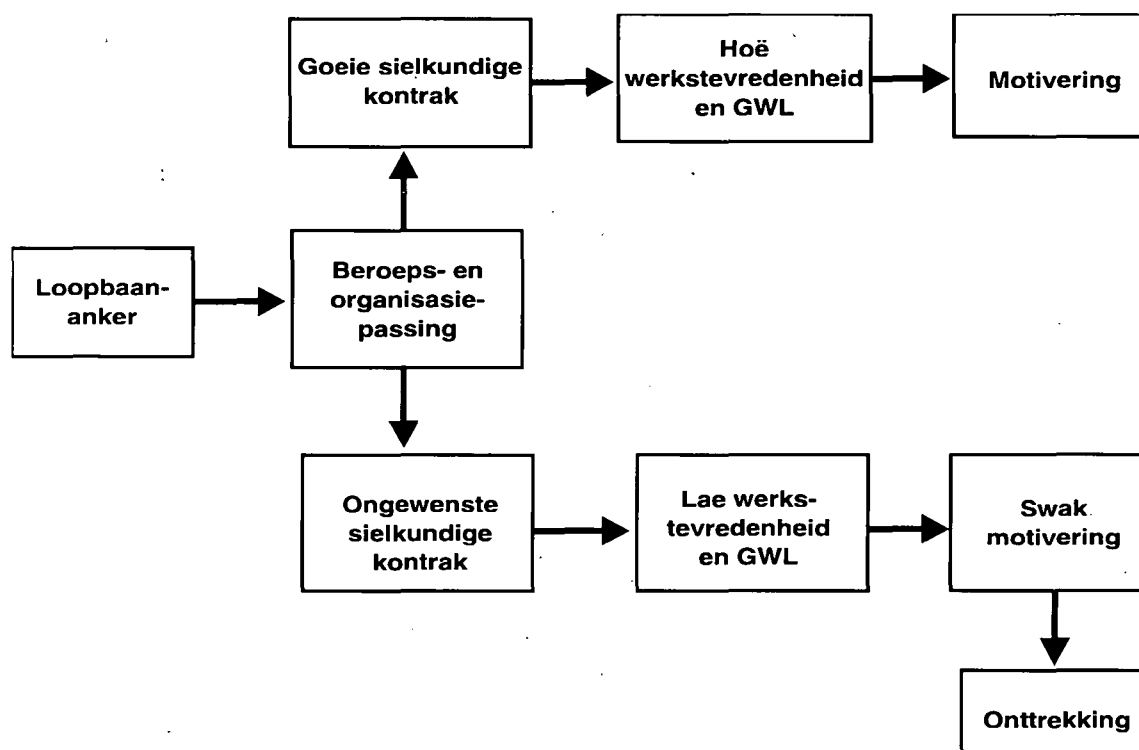 Goeie sielkundige
kontrak
Hoë
werkstevredenheid
en GWL
Motivering
Loopbaan-
anker
Beroeps- en
organisasie-
passing
Ongewenste
sielkundige
kontrak
Lae werks-
tevredenheid
en GWL
Swak
motivering
Onttrekking